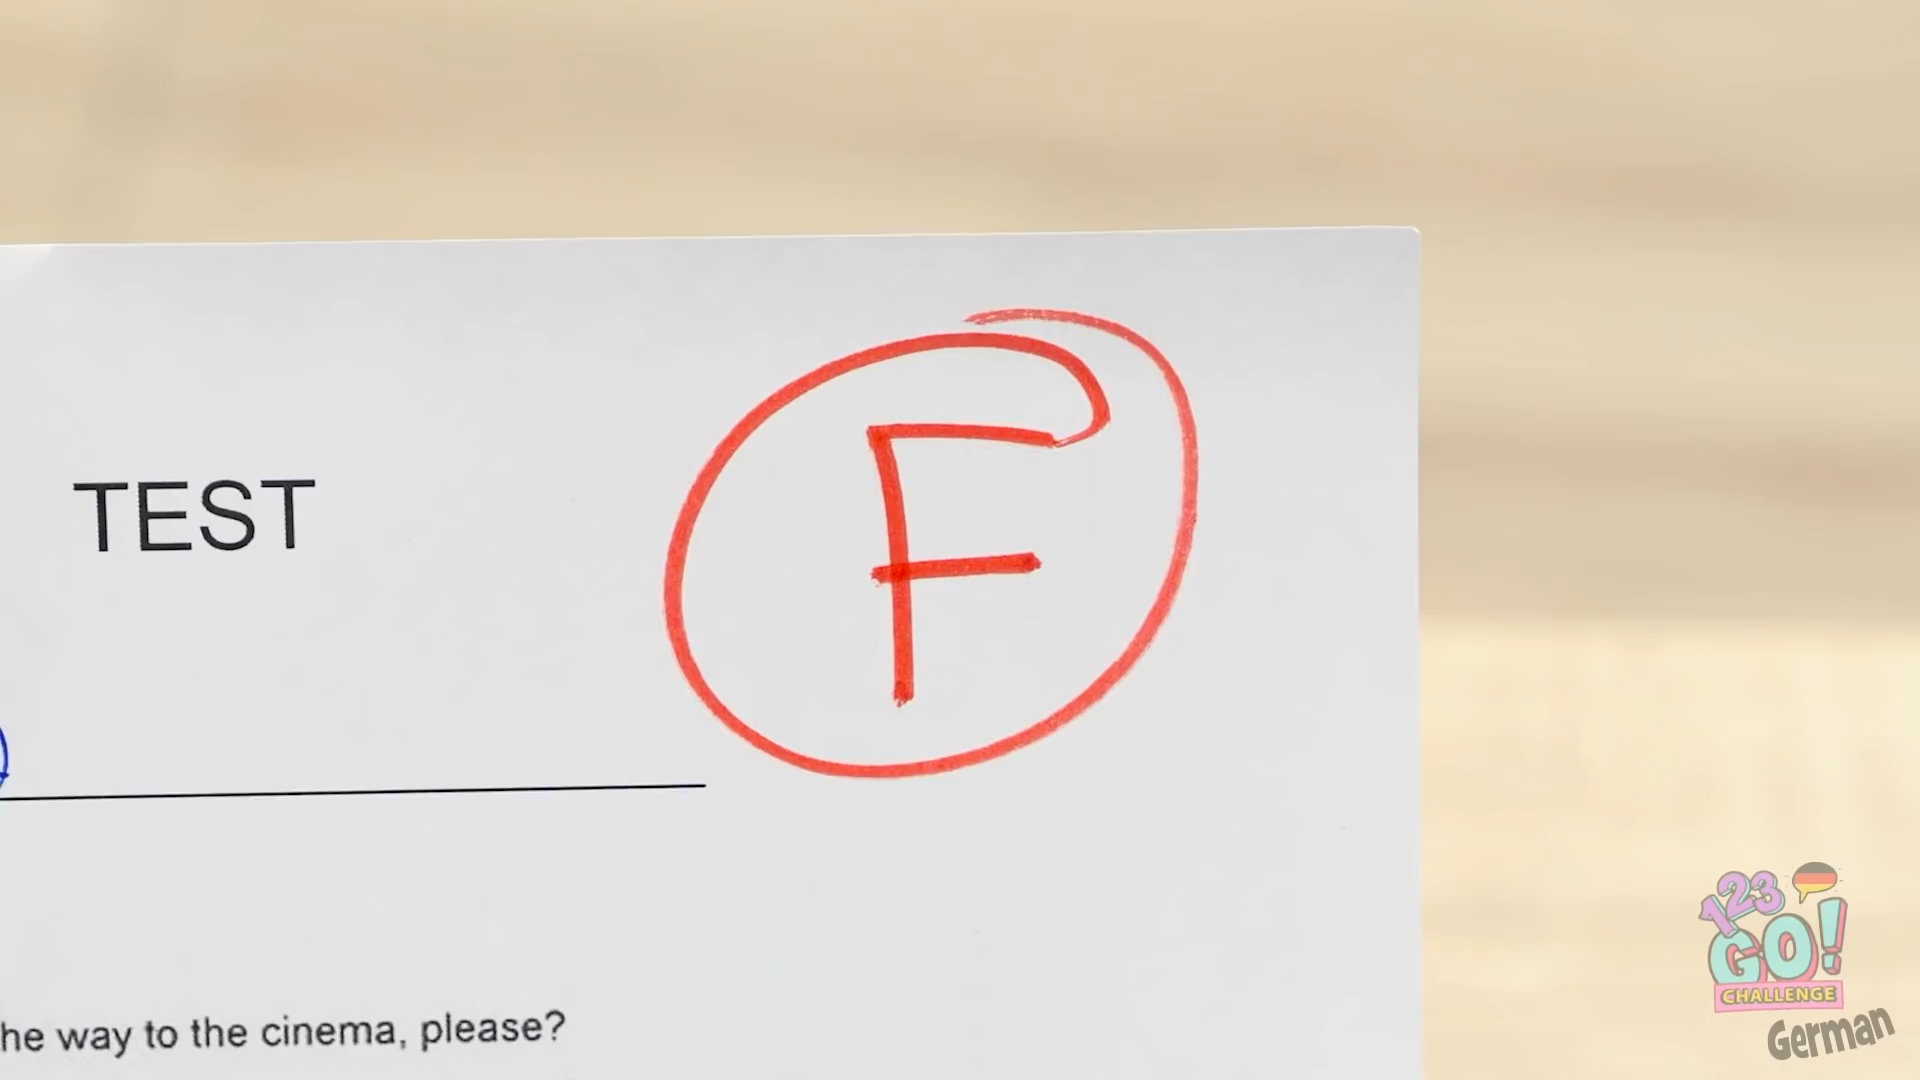 F
TEST
he way to the cinema, please?
123
GO!
CHALLENGE
German